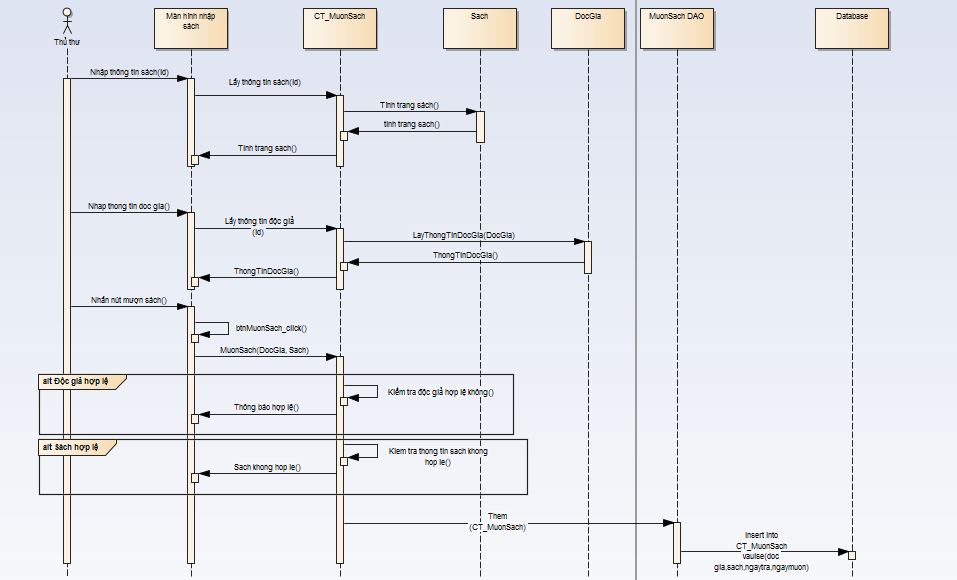 Thủ thư
Màn hình nhập
sách
CT_MuonSach
Sach
DocGia
MuonSach DAO
Database
Nhập thông tin sách(id)
Lấy thông tin sách(id)
Tình trang sách()
tinh trang sach()
Tinh trang sach()
Nhap thong tin doc gia()
Lấy thông tin độc giả
(id)
LayThongTinDocGia(DocGia)
ThongTinDocGia()
ThongTinDocGia()
Nhấn nút mượn sách()
btnMuonSach_click()
MuonSach(DocGia, Sach)
alt Độc giả hợp lệ
Kiểm tra độc giả hợp lệ không()
Thông báo hợp lệ()
alt Sách hợp lệ
Kiem tra thong tin sach khong
hop le()
Sach khong hop le()
Them
(CT_MuonSach)
Insert into
CT_MuonSach
vaulse(doc
gia,sach,ngaytra,ngaymuon)